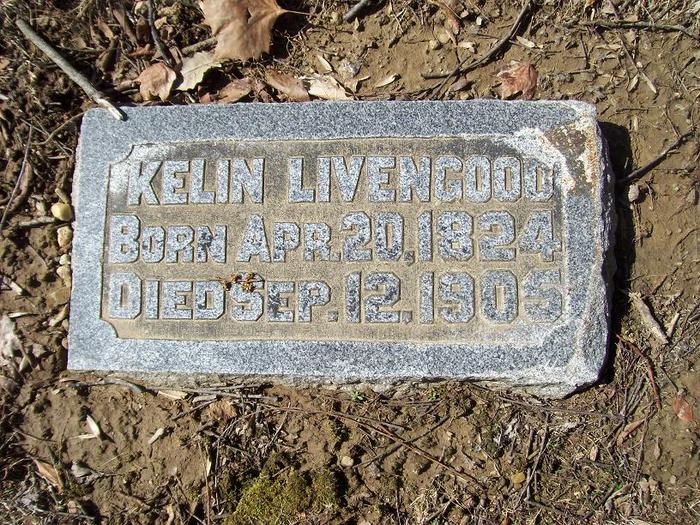 KELIN LIVENGOOD
BORN APR. 20, 1824
DIED SEP. 12, 1905